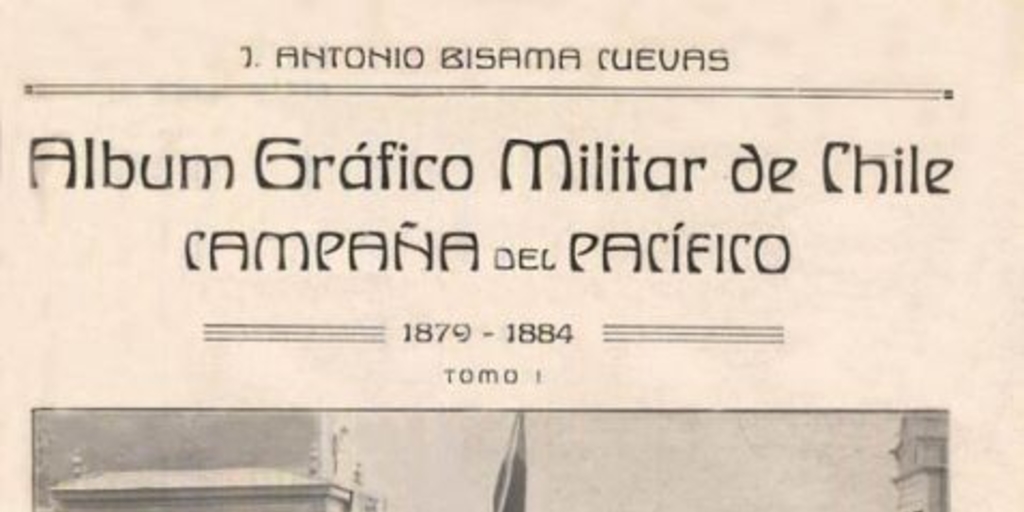 J. ANTONIO BISAMA CUEVAS
Album Gráfico Militar de Chile
CAMPAÑA DEL PACÍFICO
1879 - 1884
TOMO I